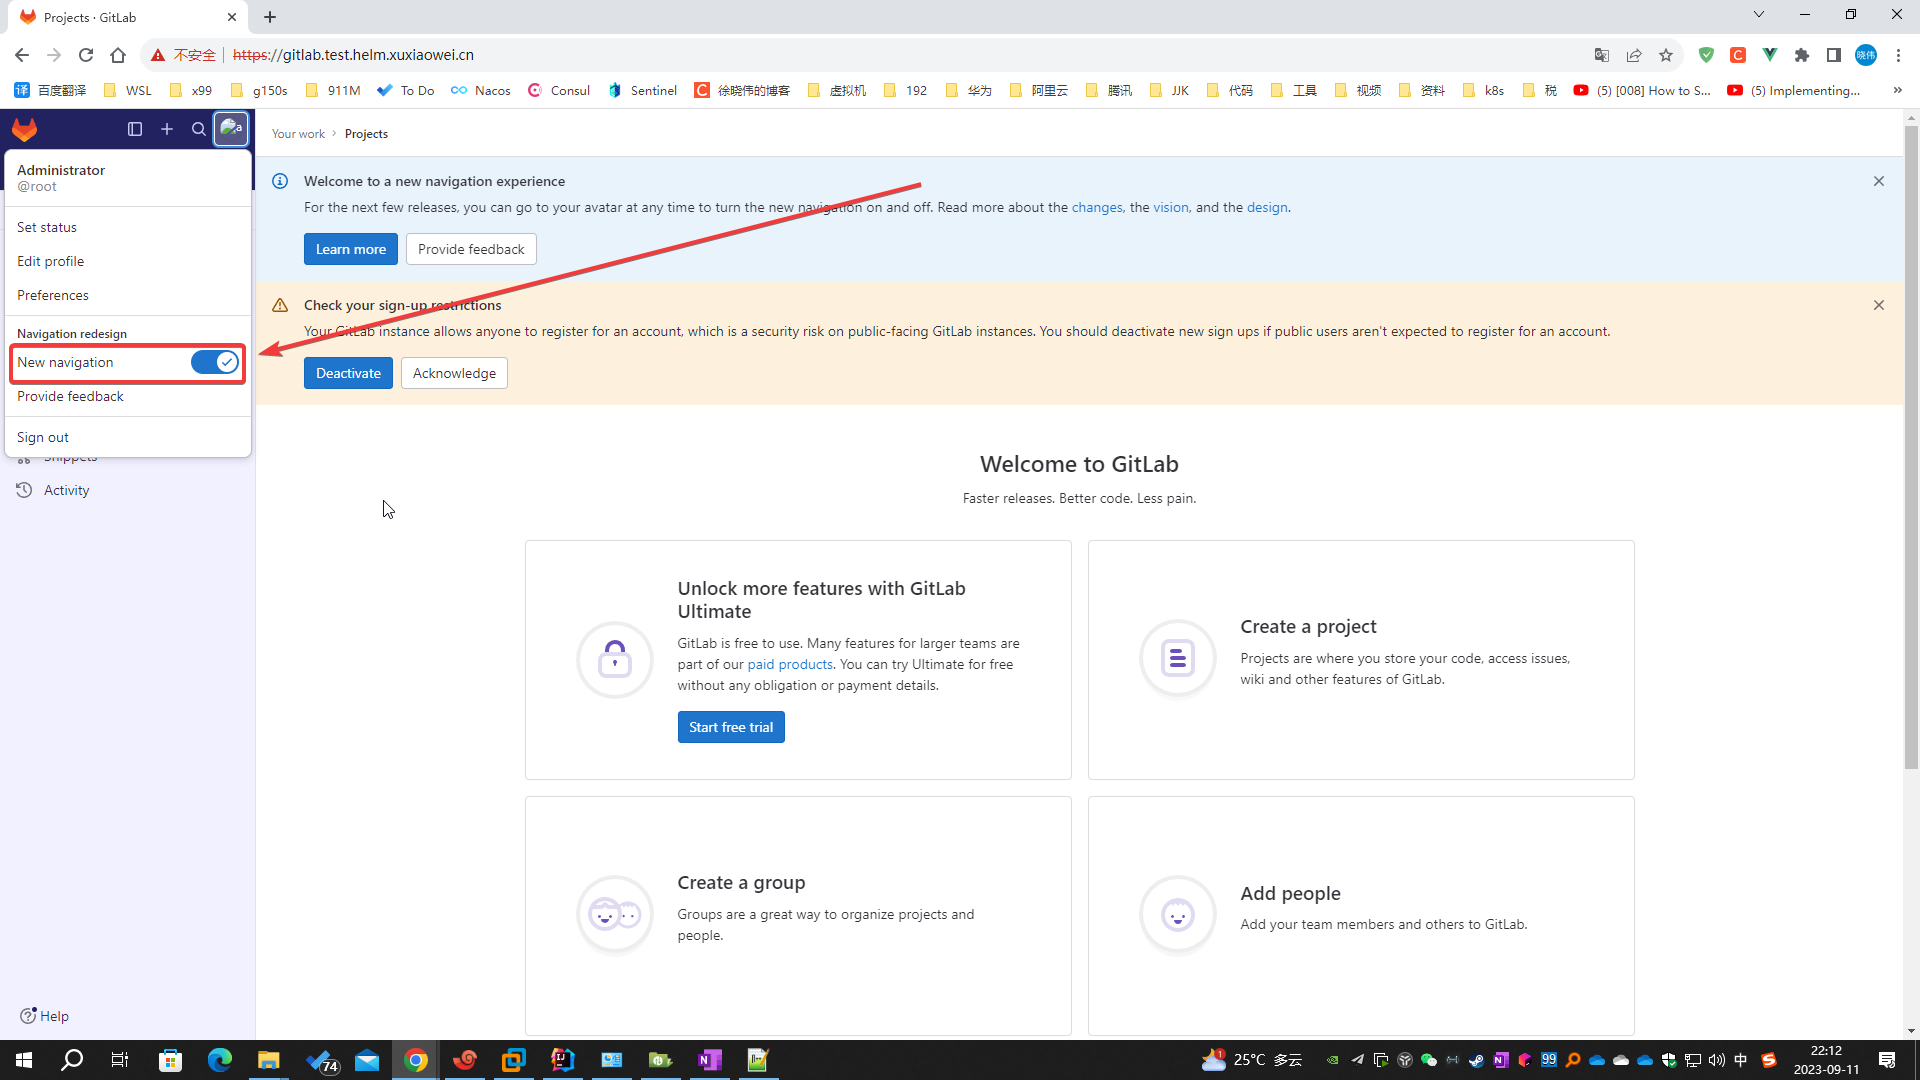 Projects · GitLab
不安全 https://gitlab.test.helm.xuxiaowei.cn
晓伟
译 百度翻译 WSL x99 g150s 911M To Do Nacos Consul Sentinel C 徐晓伟的博客 虚拟机 192 华为 阿里云 腾讯 JJK 代码 工具 视频 资料 k8s 税 (5) [008] How to S... (5) Implementing... »
Your work › Projects
Administrator
@root
Set status
Edit profile
Preferences
Navigation redesign
New navigation
Provide feedback
Sign out
Snippets
Activity
Help
Welcome to a new navigation experience
For the next few releases, you can go to your avatar at any time to turn the new navigation on and off. Read more about the changes, the vision, and the design.
Learn more Provide feedback
Check your sign-up restrictions
Your GitLab instance allows anyone to register for an account, which is a security risk on public-facing GitLab instances. You should deactivate new sign ups if public users aren't expected to register for an account.
Deactivate Acknowledge
Welcome to GitLab
Faster releases. Better code. Less pain.
Unlock more features with GitLab
Ultimate
GitLab is free to use. Many features for larger teams are
part of our paid products. You can try Ultimate for free
without any obligation or payment details.
Start free trial
Create a project
Projects are where you store your code, access issues,
wiki and other features of GitLab.
Create a group
Groups are a great way to organize projects and
people.
Add people
Add your team members and others to GitLab.
74
1 25°C 多云
99
中
22:12
2023-09-11